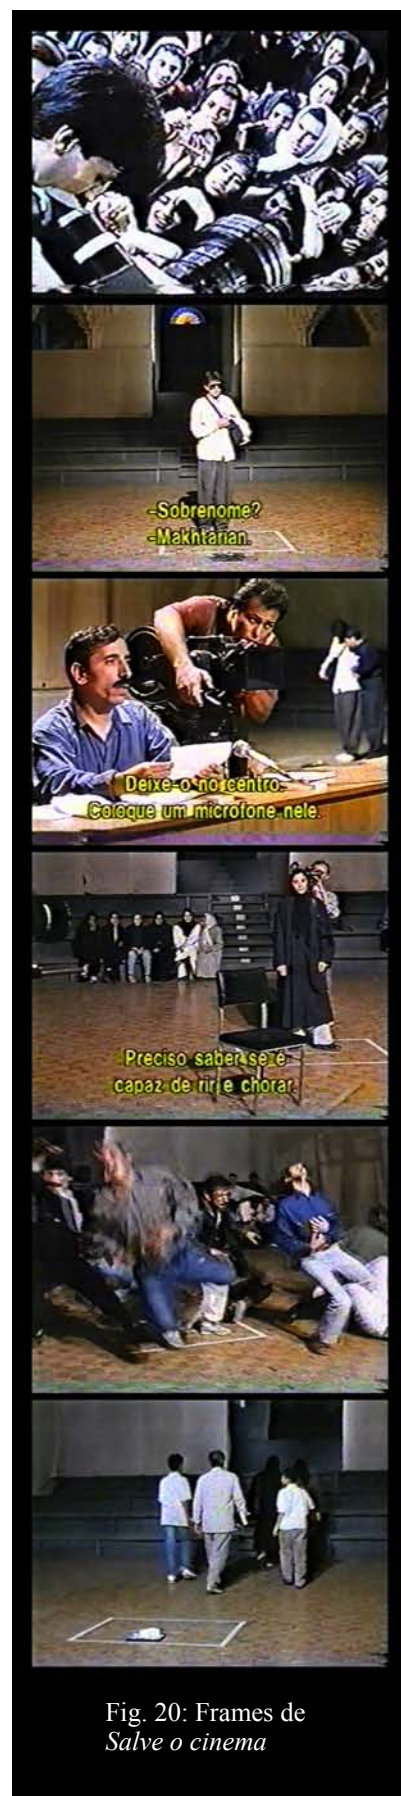 -Sobrenome?
-Makhtarian.
Deixe-o no centro.
Coloque um microfone nele.
Preciso saber se é
capaz de rir e chorar.
Fig. 20: Frames de
Salve o cinema